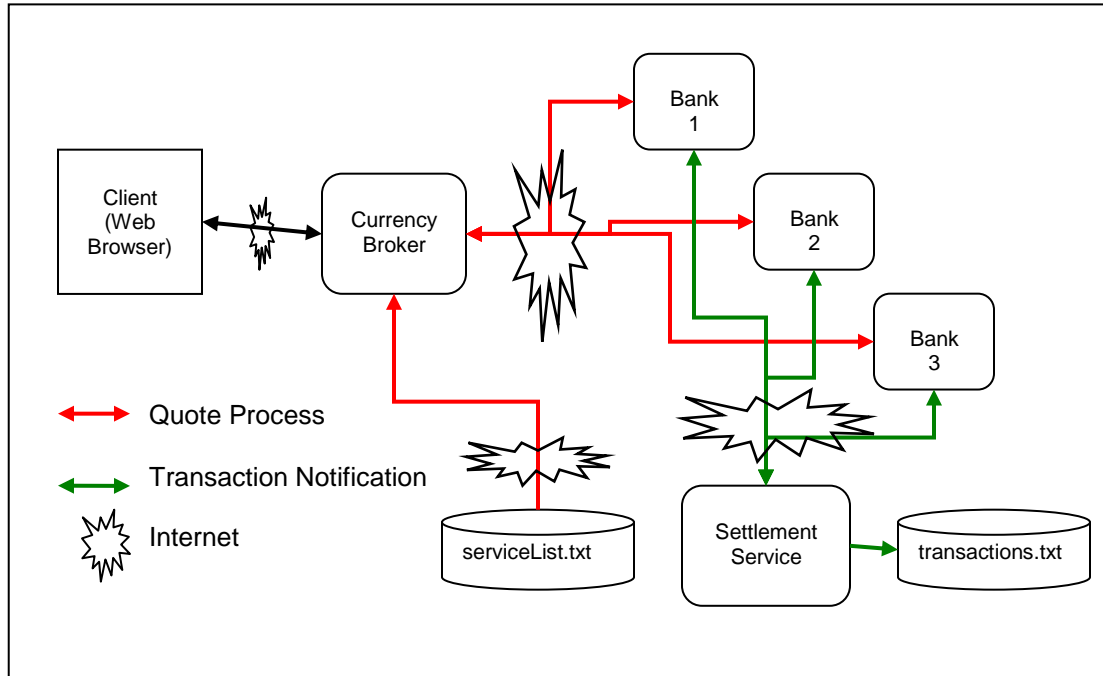 Bank
1
Client
(Web
Browser)
Currency
Broker
Bank
2
Bank
3
Quote Process
Transaction Notification
Internet
serviceList.txt
Settlement
Service
transactions.txt